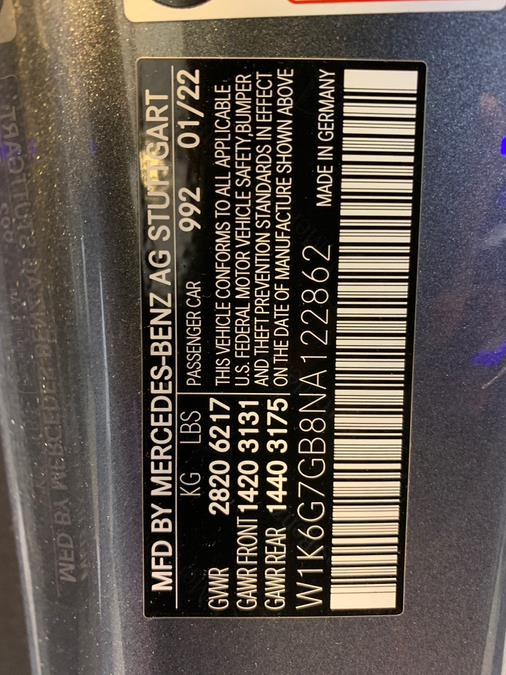 MFD BY MERCEDES-BENZ AG STUTTGART
KG LBS PASSENGER CAR 992 01/22
GVWR 2820 6217 THIS VEHICLE CONFORMS TO ALL APPLICABLE
GAWR FRONT 1420 3131 U.S. FEDERAL MOTOR VEHICLE SAFETY, BUMPER
GAWR REAR 1440 3175 AND THEFT PREVENTION STANDARDS IN EFFECT
ON THE DATE OF MANUFACTURE SHOWN ABOVE
W1K6G7GB8NA122862 MADE IN GERMANY